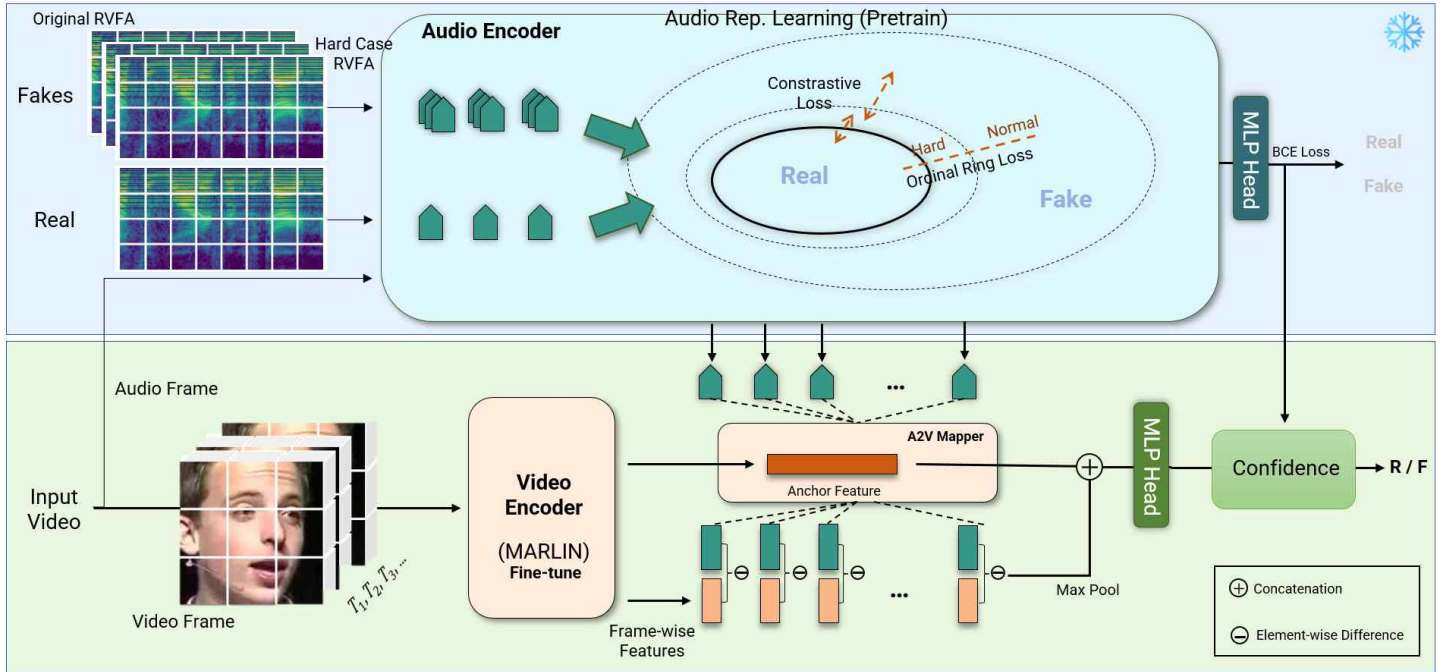 Original RVFA
Hard Case
RVFA
Fakes
Real
Audio Encoder
Audio Rep. Learning (Pretrain)
Constrastive
Loss
Hard
Normal
Ordinal Ring Loss
Real
Fake
MLP Head
BCE Loss
Real
Fake
Audio Frame
Input
Video
T1, T2, T3, ...
Video Frame
Video
Encoder
(MARLIN)
Fine-tune
Frame-wise
Features
...
A2V Mapper
Anchor Feature
...
Max Pool
MLP Head
Confidence
R / F
+ Concatenation
⊖ Element-wise Difference